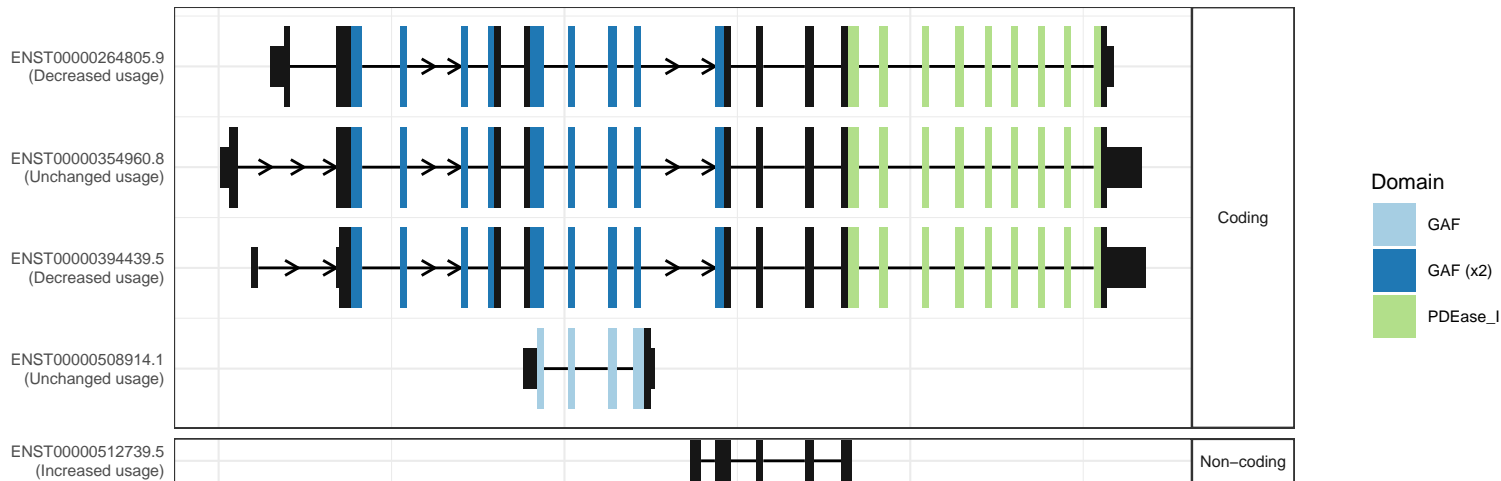 ENST00000264805.9
(Decreased usage)
ENST00000354960.8
(Unchanged usage)
ENST00000394439.5
(Decreased usage)
ENST00000508914.1
(Unchanged usage)
ENST00000512739.5
(Increased usage)
Coding
Non−coding
Domain
GAF
GAF (x2)
PDEase_I